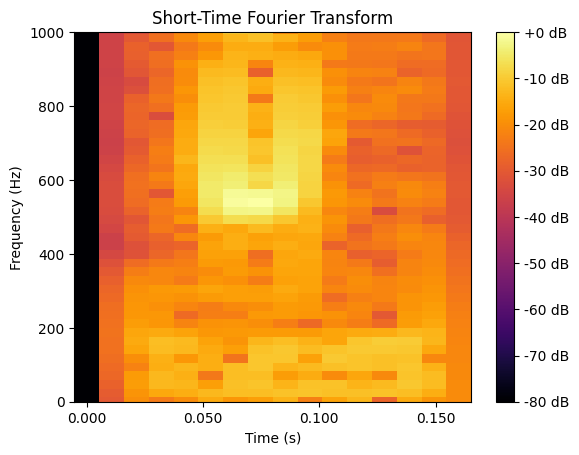 Short-Time Fourier Transform
1000
800
600
400
200
0
Frequency (Hz)
0.000
0.050
0.100
0.150
Time (s)
+0 dB
-10 dB
-20 dB
-30 dB
-40 dB
-50 dB
-60 dB
-70 dB
-80 dB